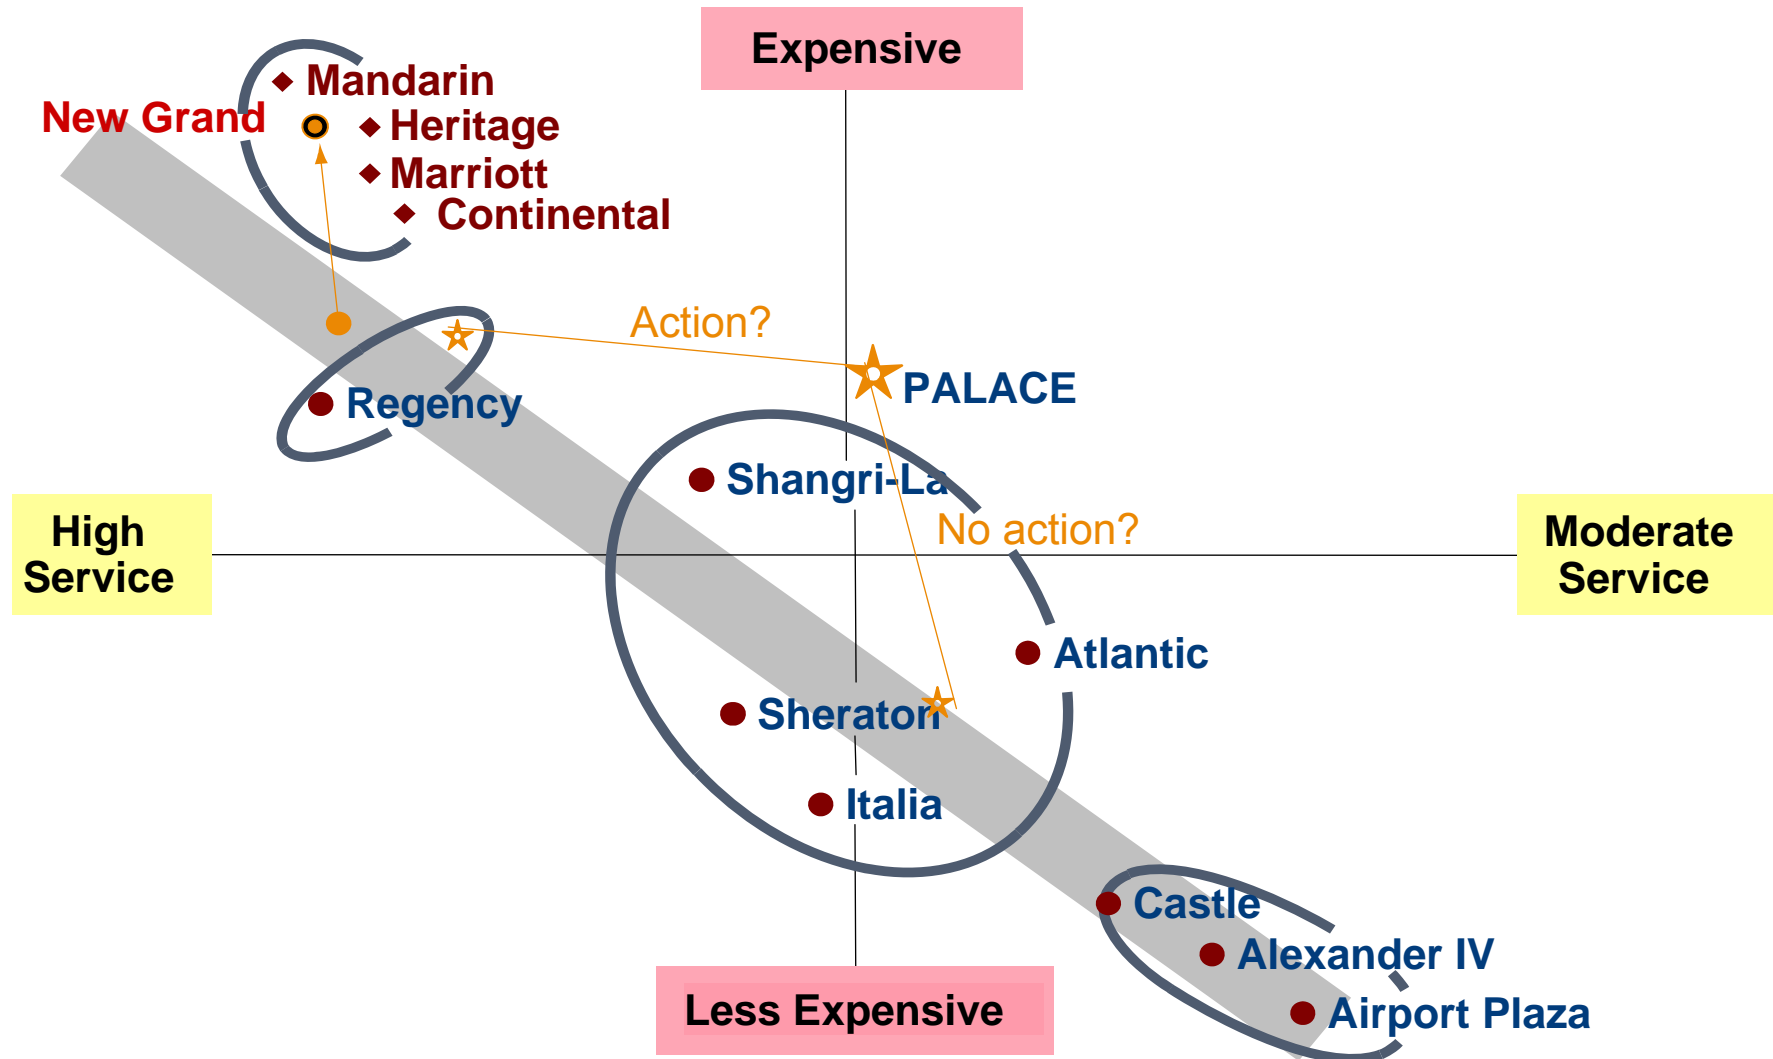 Expensive
Mandarin
New Grand
Heritage
Marriott
Continental
Action?
PALACE
Regency
Shangri-La
High
Service
No action?
Moderate
Service
Atlantic
Sheraton
Italia
Castle
Alexander IV
Less Expensive
Airport Plaza